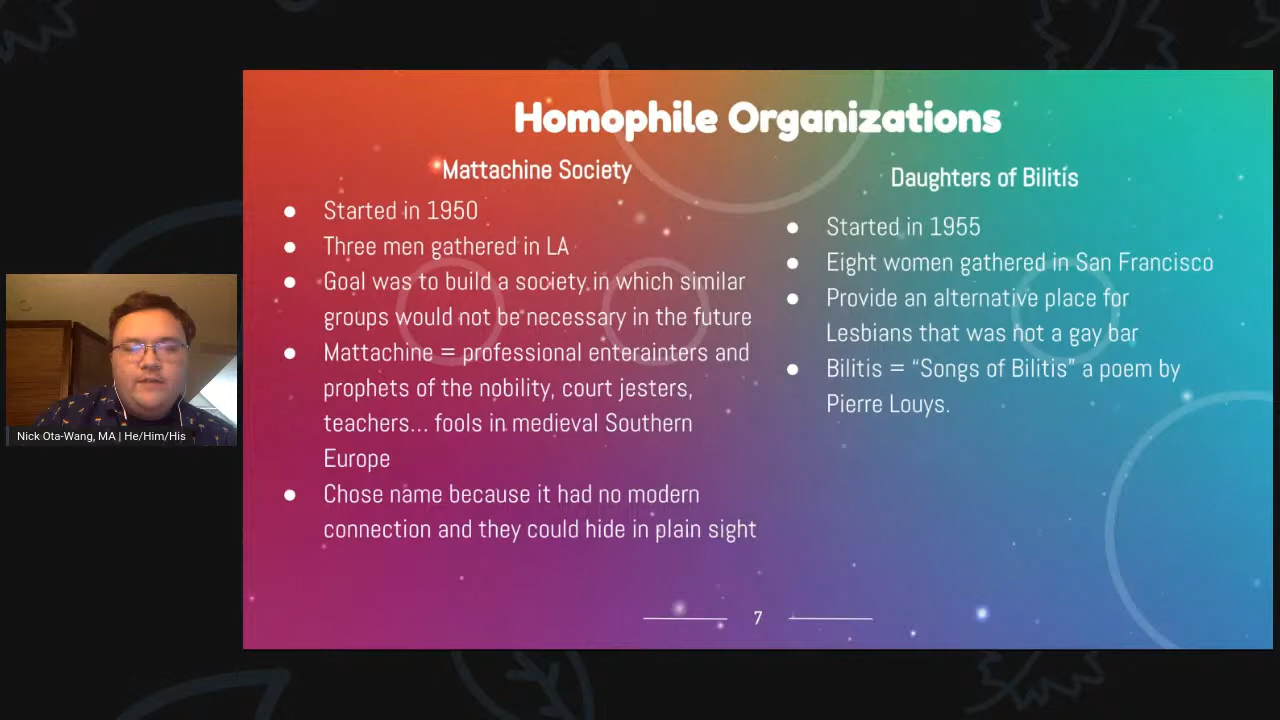 Homophile Organizations
Mattachine Society
● Started in 1950
● Three men gathered in LA
● Goal was to build a society in which similar
groups would not be necessary in the future
● Mattachine = professional enterainters and
prophets of the nobility, court jesters,
teachers... fools in medieval Southern
Europe
● Chose name because it had no modern
connection and they could hide in plain sight
Daughters of Bilitis
● Started in 1955
● Eight women gathered in San Francisco
● Provide an alternative place for
Lesbians that was not a gay bar
● Bilitis = “Songs of Bilitis” a poem by
Pierre Louys.
7
Nick Ota-Wang, MA | He/Him/His